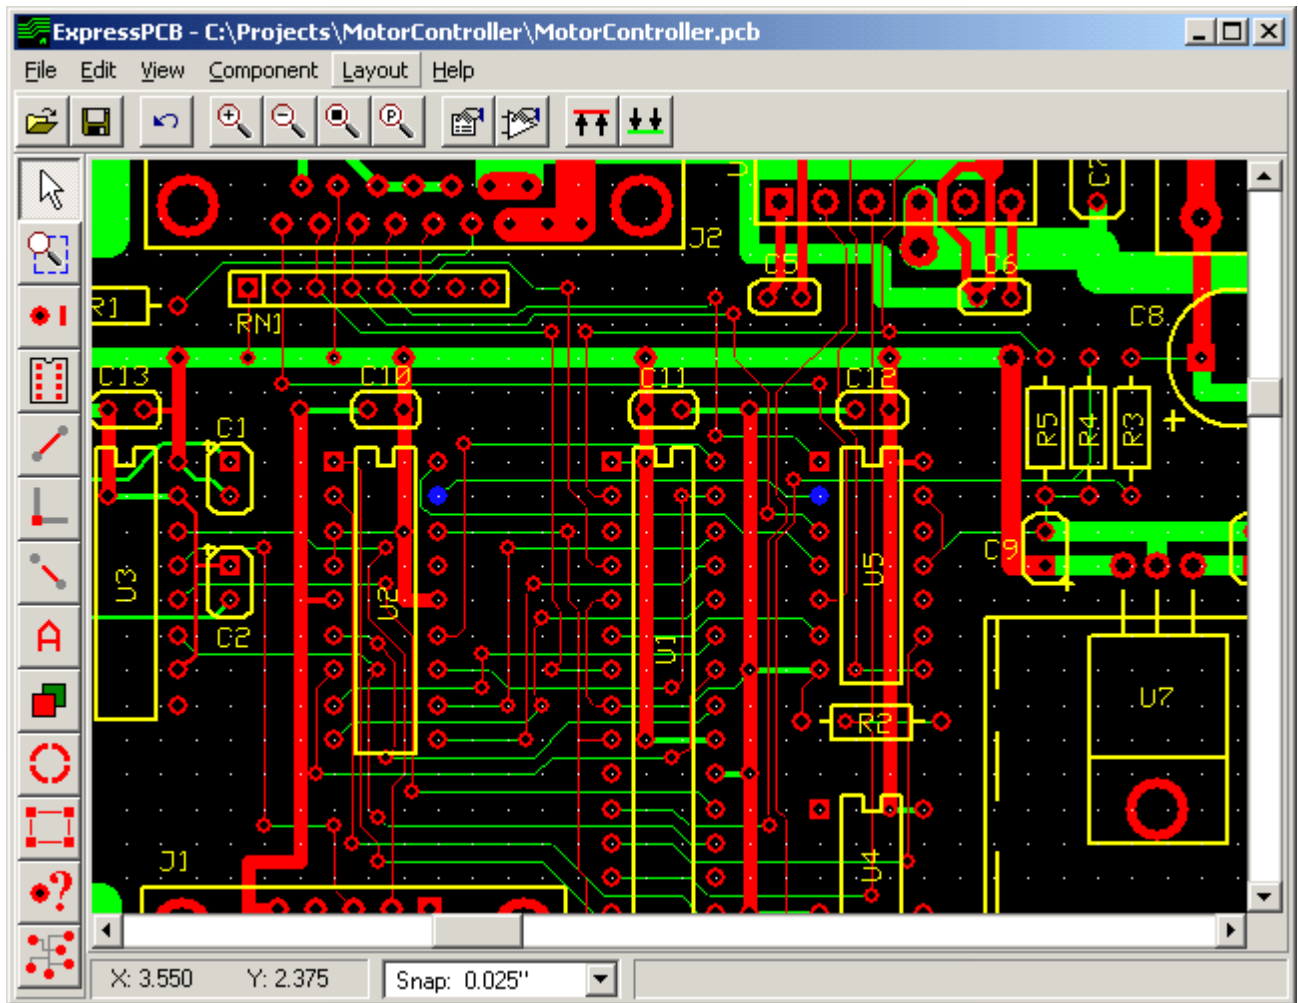 ExpressPCB - C:\Projects\MotorController\MotorController.pcb
File Edit View Component Layout Help
J2
C7
C5
C6
R1
RN1
C8
C13
C10
C11
C12
C1
R5
R4
R3
+
U3
U2
U1
U5
C9
+
C2
U7
R2
J1
U4
X: 3.550 Y: 2.375 Snap: 0.025"